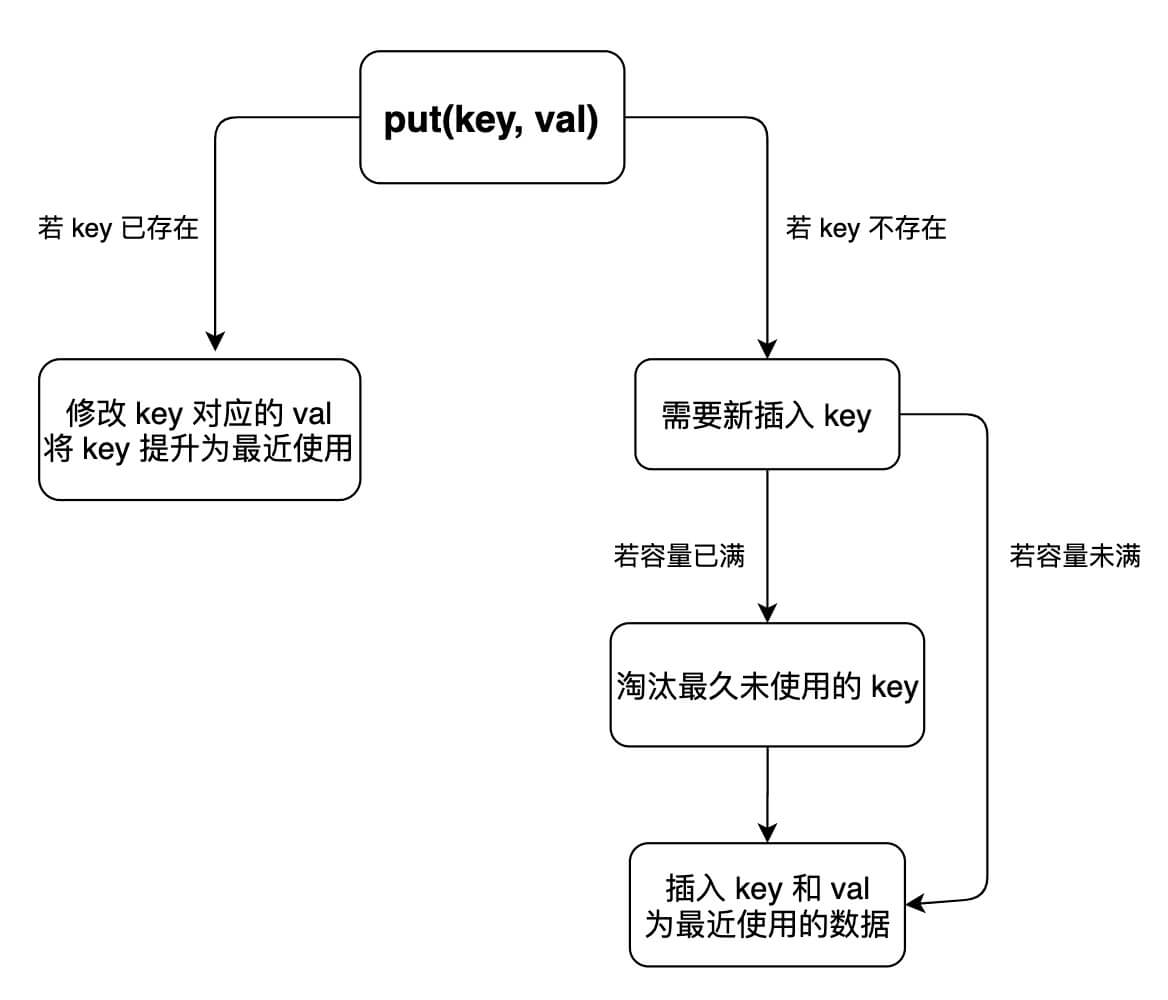 put(key, val)
若 key 已存在
若 key 不存在
修改 key 对应的 val
将 key 提升为最近使用
需要新插入 key
若容量已满
若容量未满
淘汰最久未使用的 key
插入 key 和 val
为最近使用的数据